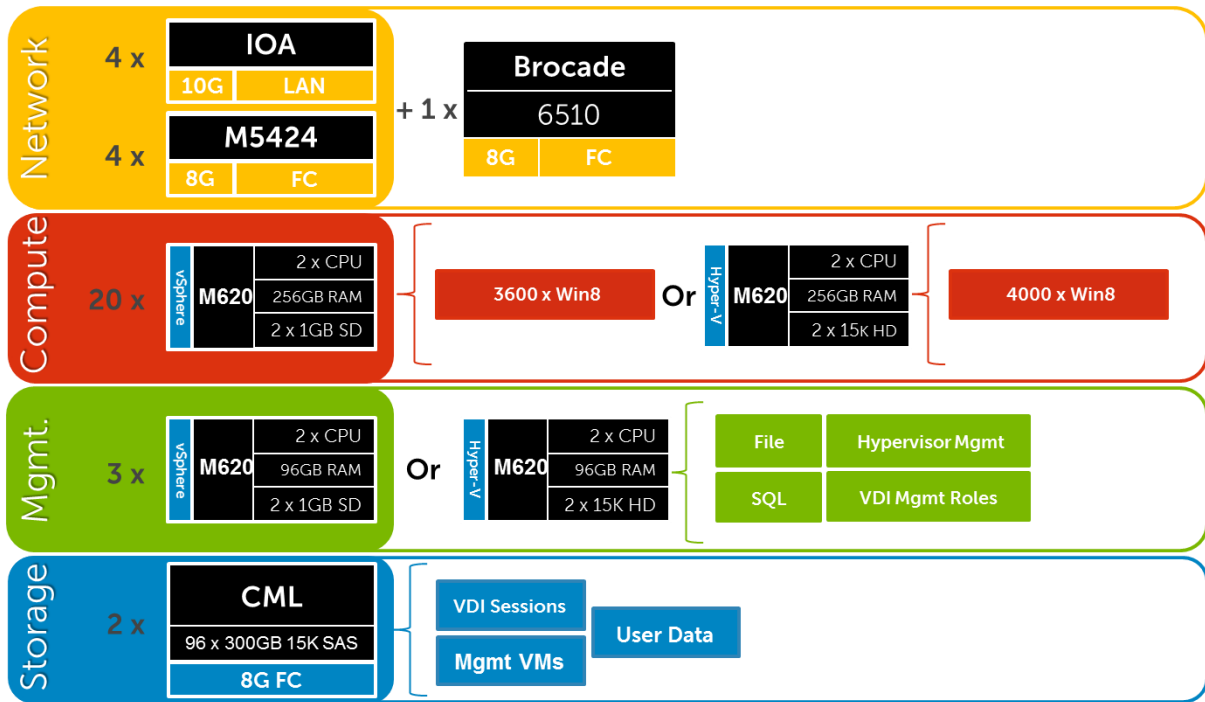 Network
4 x
IOA
10G LAN
4 x
M5424
8G FC
+ 1 x
Brocade
6510
8G FC
Compute
20 x
vSphere
M620
2 x CPU
256GB RAM
2 x 1GB SD
3600 x Win8
Or
Hyper-V
M620
2 x CPU
256GB RAM
2 x 15K HD
4000 x Win8
Mgmt.
3 x
vSphere
M620
2 x CPU
96GB RAM
2 x 1GB SD
Or
Hyper-V
M620
2 x CPU
96GB RAM
2 x 15K HD
File
Hypervisor Mgmt
SQL
VDI Mgmt Roles
Storage
2 x
CML
96 x 300GB 15K SAS
8G FC
VDI Sessions
Mgmt VMs
User Data